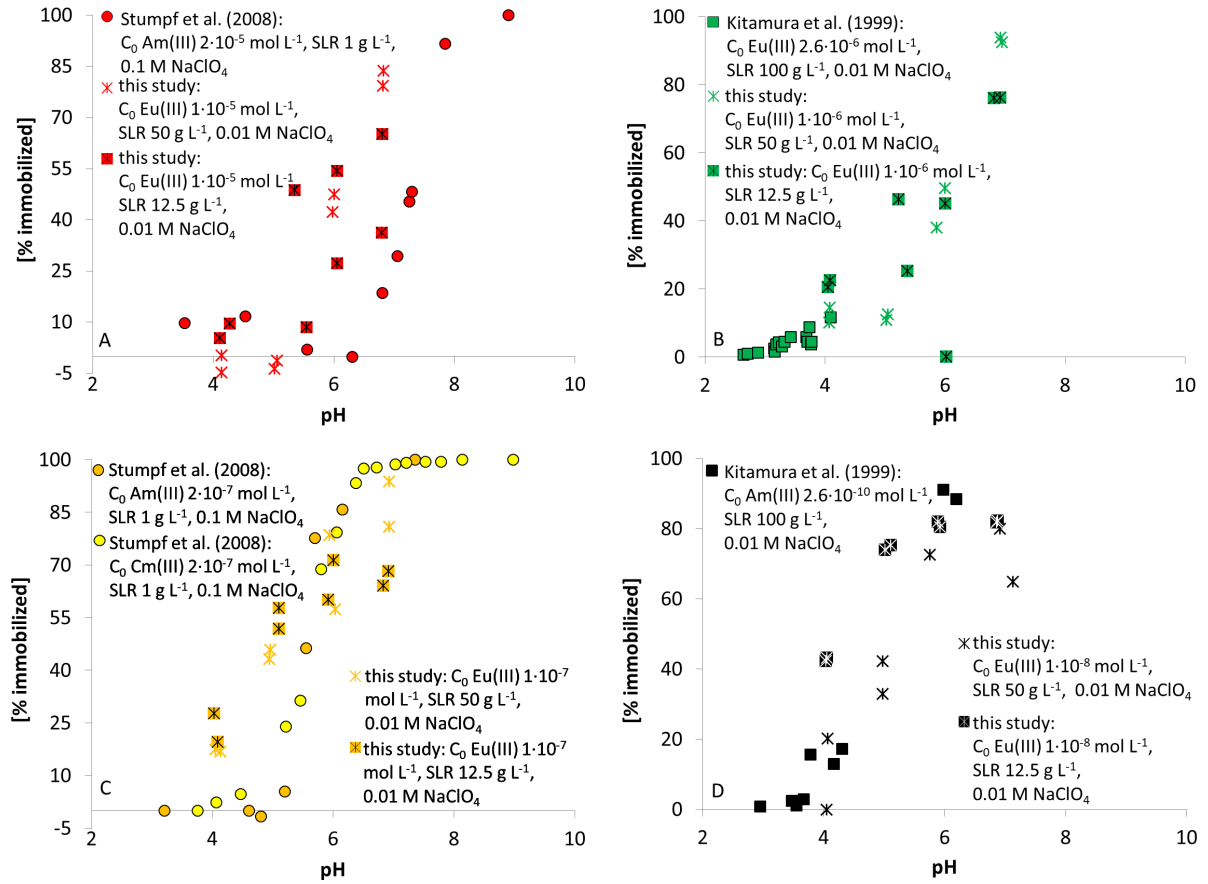 100
85
70
55
40
25
10
-5
[% immobilized]
2
4
6
8
10
pH
A
Stumpf et al. (2008):
C₀ Am(III) 2·10⁻⁵ mol L⁻¹, SLR 1 g L⁻¹,
0.1 M NaClO₄
this study:
C₀ Eu(III) 1·10⁻⁵ mol L⁻¹,
SLR 50 g L⁻¹, 0.01 M NaClO₄
this study:
C₀ Eu(III) 1·10⁻⁵ mol L⁻¹,
SLR 12.5 g L⁻¹,
0.01 M NaClO₄
100
80
60
40
20
0
[% immobilized]
2
4
6
8
10
pH
B
Kitamura et al. (1999):
C₀ Eu(III) 2.6·10⁻⁶ mol L⁻¹,
SLR 100 g L⁻¹, 0.01 M NaClO₄
this study:
C₀ Eu(III) 1·10⁻⁶ mol L⁻¹,
SLR 50 g L⁻¹, 0.01 M NaClO₄
this study: C₀ Eu(III) 1·10⁻⁶ mol L⁻¹,
SLR 12.5 g L⁻¹,
0.01 M NaClO₄
100
85
70
55
40
25
10
-5
[% immobilized]
2
4
6
8
10
pH
C
Stumpf et al. (2008):
C₀ Am(III) 2·10⁻⁷ mol L⁻¹,
SLR 1 g L⁻¹, 0.1 M NaClO₄
Stumpf et al. (2008):
C₀ Cm(III) 2·10⁻⁷ mol L⁻¹,
SLR 1 g L⁻¹, 0.1 M NaClO₄
this study: C₀ Eu(III) 1·10⁻⁷
mol L⁻¹, SLR 50 g L⁻¹,
0.01 M NaClO₄
this study: C₀ Eu(III) 1·10⁻⁷
mol L⁻¹, SLR 12.5 g L⁻¹,
0.01 M NaClO₄
100
80
60
40
20
0
[% immobilized]
2
4
6
8
10
pH
D
Kitamura et al. (1999):
C₀ Am(III) 2.6·10⁻¹⁰ mol L⁻¹,
SLR 100 g L⁻¹,
0.01 M NaClO₄
this study:
C₀ Eu(III) 1·10⁻⁸ mol L⁻¹,
SLR 50 g L⁻¹, 0.01 M NaClO₄
this study:
C₀ Eu(III) 1·10⁻⁸ mol L⁻¹,
SLR 12.5 g L⁻¹,
0.01 M NaClO₄